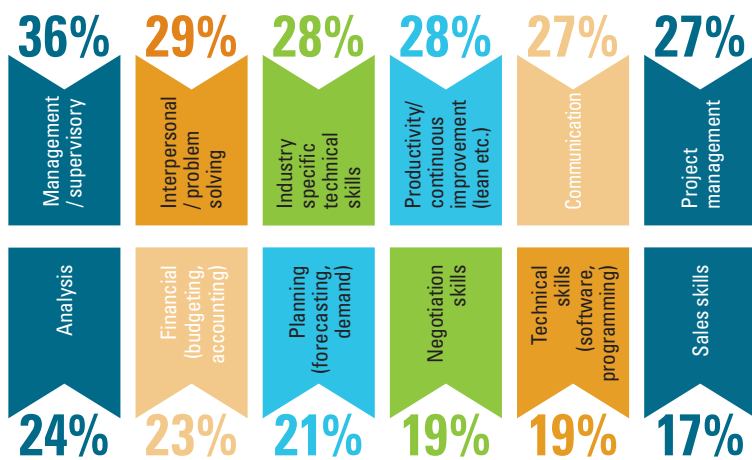 36%
29%
28%
28%
27%
27%
Management
/ supervisory
Interpersonal
/ problem
solving
Industry
specific
technical
skills
Productivity/
continuous
improvement
(lean etc.)
Communication
Project
management
Analysis
Financial
(budgeting,
accounting)
Planning
(forecasting,
demand)
Negotiation
skills
Technical
skills
(software,
programming)
Sales skills
24%
23%
21%
19%
19%
17%